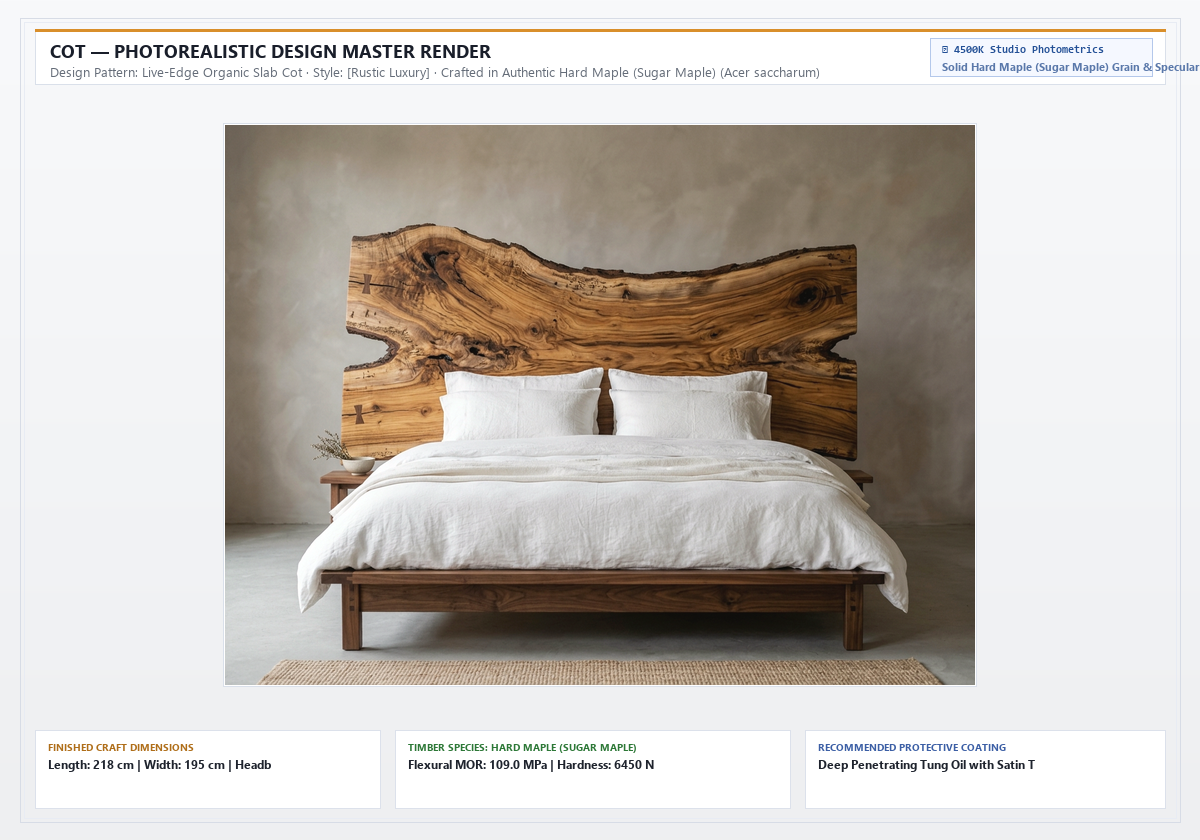 COT — PHOTOREALISTIC DESIGN MASTER RENDER
Design Pattern: Live-Edge Organic Slab Cot · Style: [Rustic Luxury] · Crafted in Authentic Hard Maple (Sugar Maple) (Acer saccharum)
4500K Studio Photometrics
Solid Hard Maple (Sugar Maple) Grain & Specular
FINISHED CRAFT DIMENSIONS
Length: 218 cm | Width: 195 cm | Headb
TIMBER SPECIES: HARD MAPLE (SUGAR MAPLE)
Flexural MOR: 109.0 MPa | Hardness: 6450 N
RECOMMENDED PROTECTIVE COATING
Deep Penetrating Tung Oil with Satin T